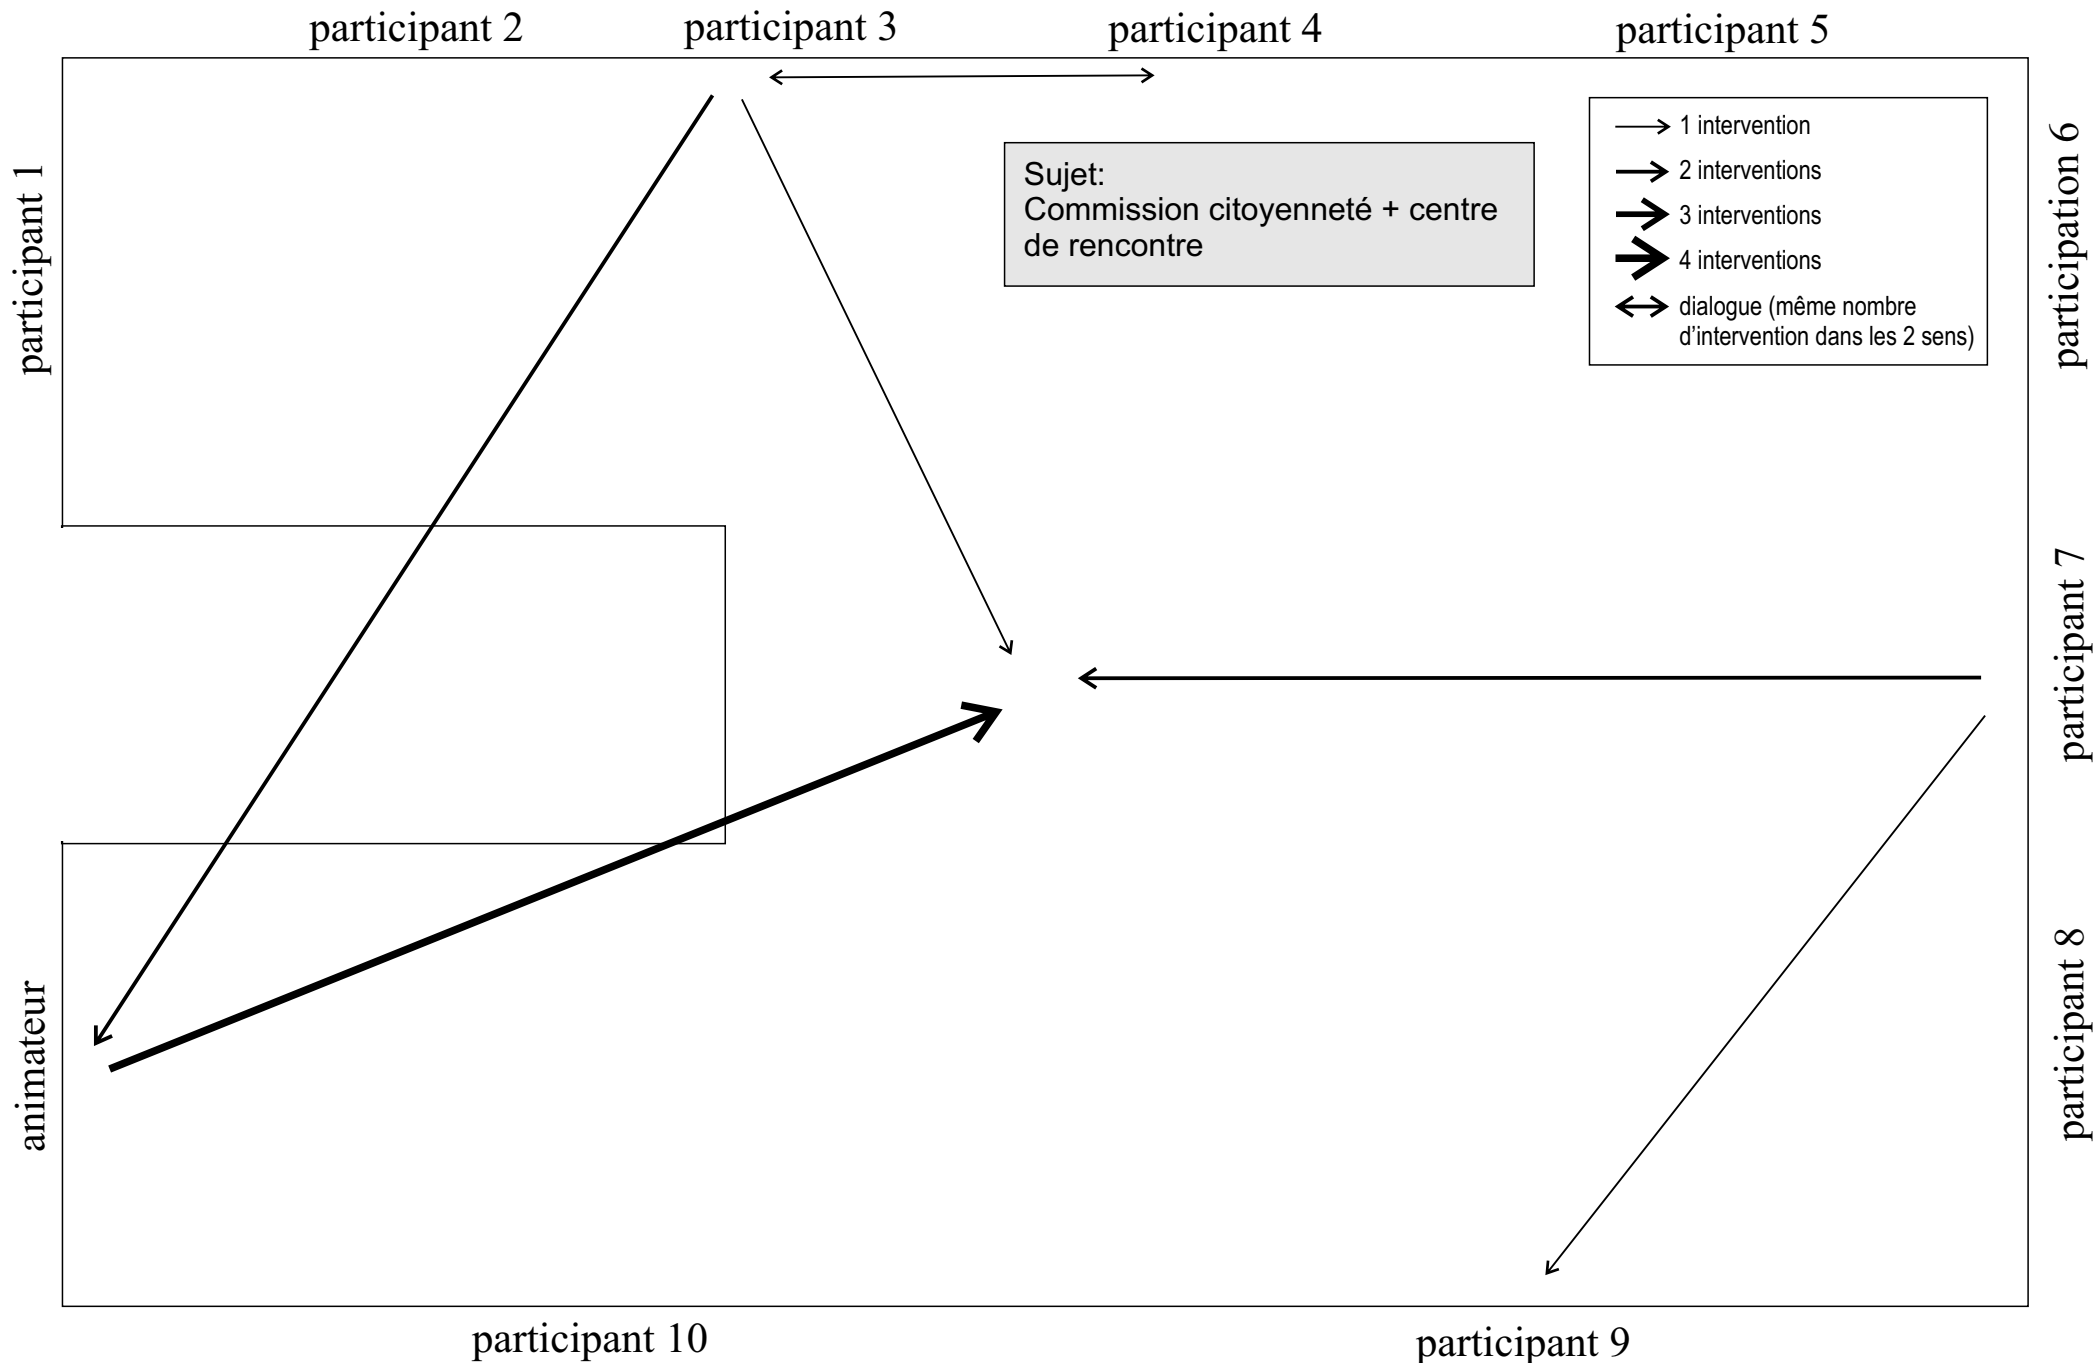 participant 2
participant 3
participant 4
participant 5
participant 1
Sujet:
Commission citoyenneté + centre
de rencontre
1 intervention
2 interventions
3 interventions
4 interventions
dialogue (même nombre
d'intervention dans les 2 sens)
participation 6
participant 7
animateur
participant 8
participant 10
participant 9